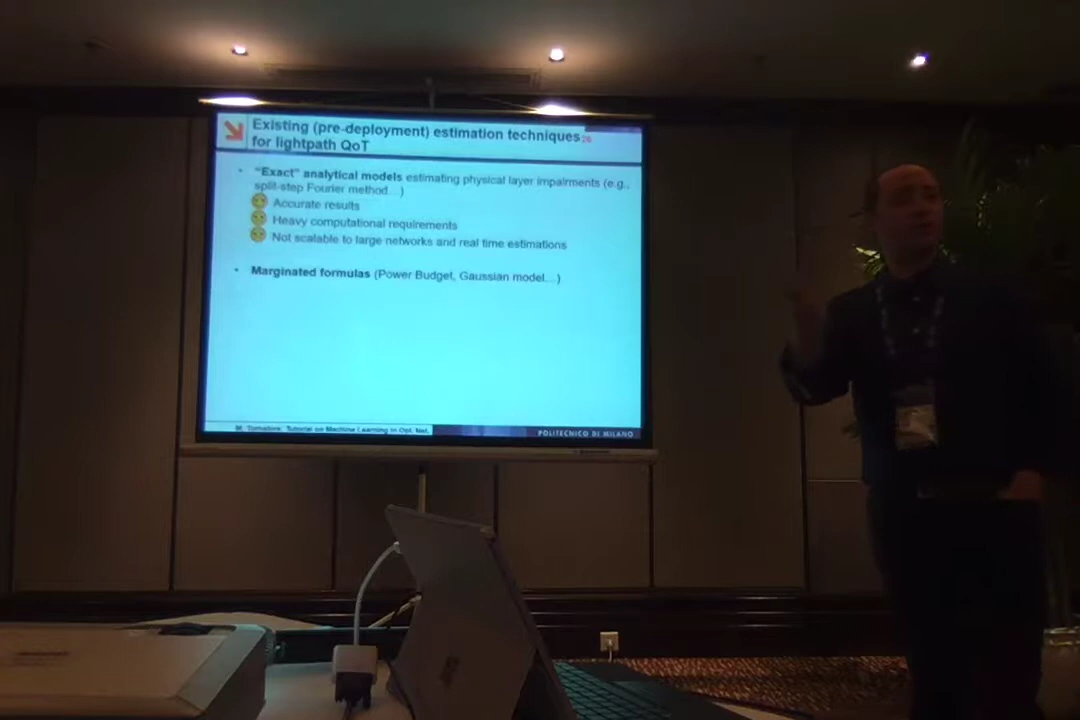 Existing (pre-deployment) estimation techniques 26
for lightpath QoT
• "Exact" analytical models estimating physical layer impairments (e.g.,
split-step Fourier method...)
Accurate results
Heavy computational requirements
Not scalable to large networks and real time estimations
• Marginated formulas (Power Budget, Gaussian model...)
M. Tornatore: Tutorial on Machine Learning in Opt. Net.
POLITECNICO DI MILANO